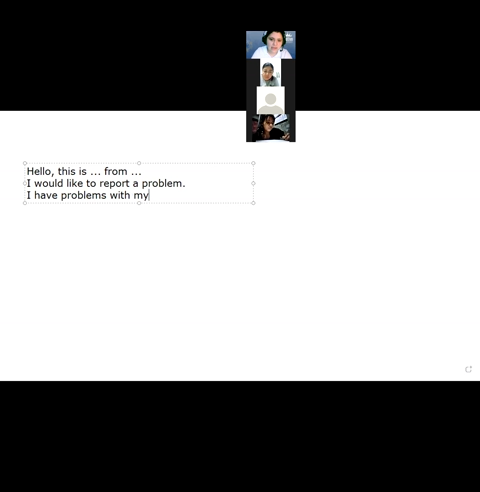 Hello, this is ... from ...
I would like to report a problem.
I have problems with my